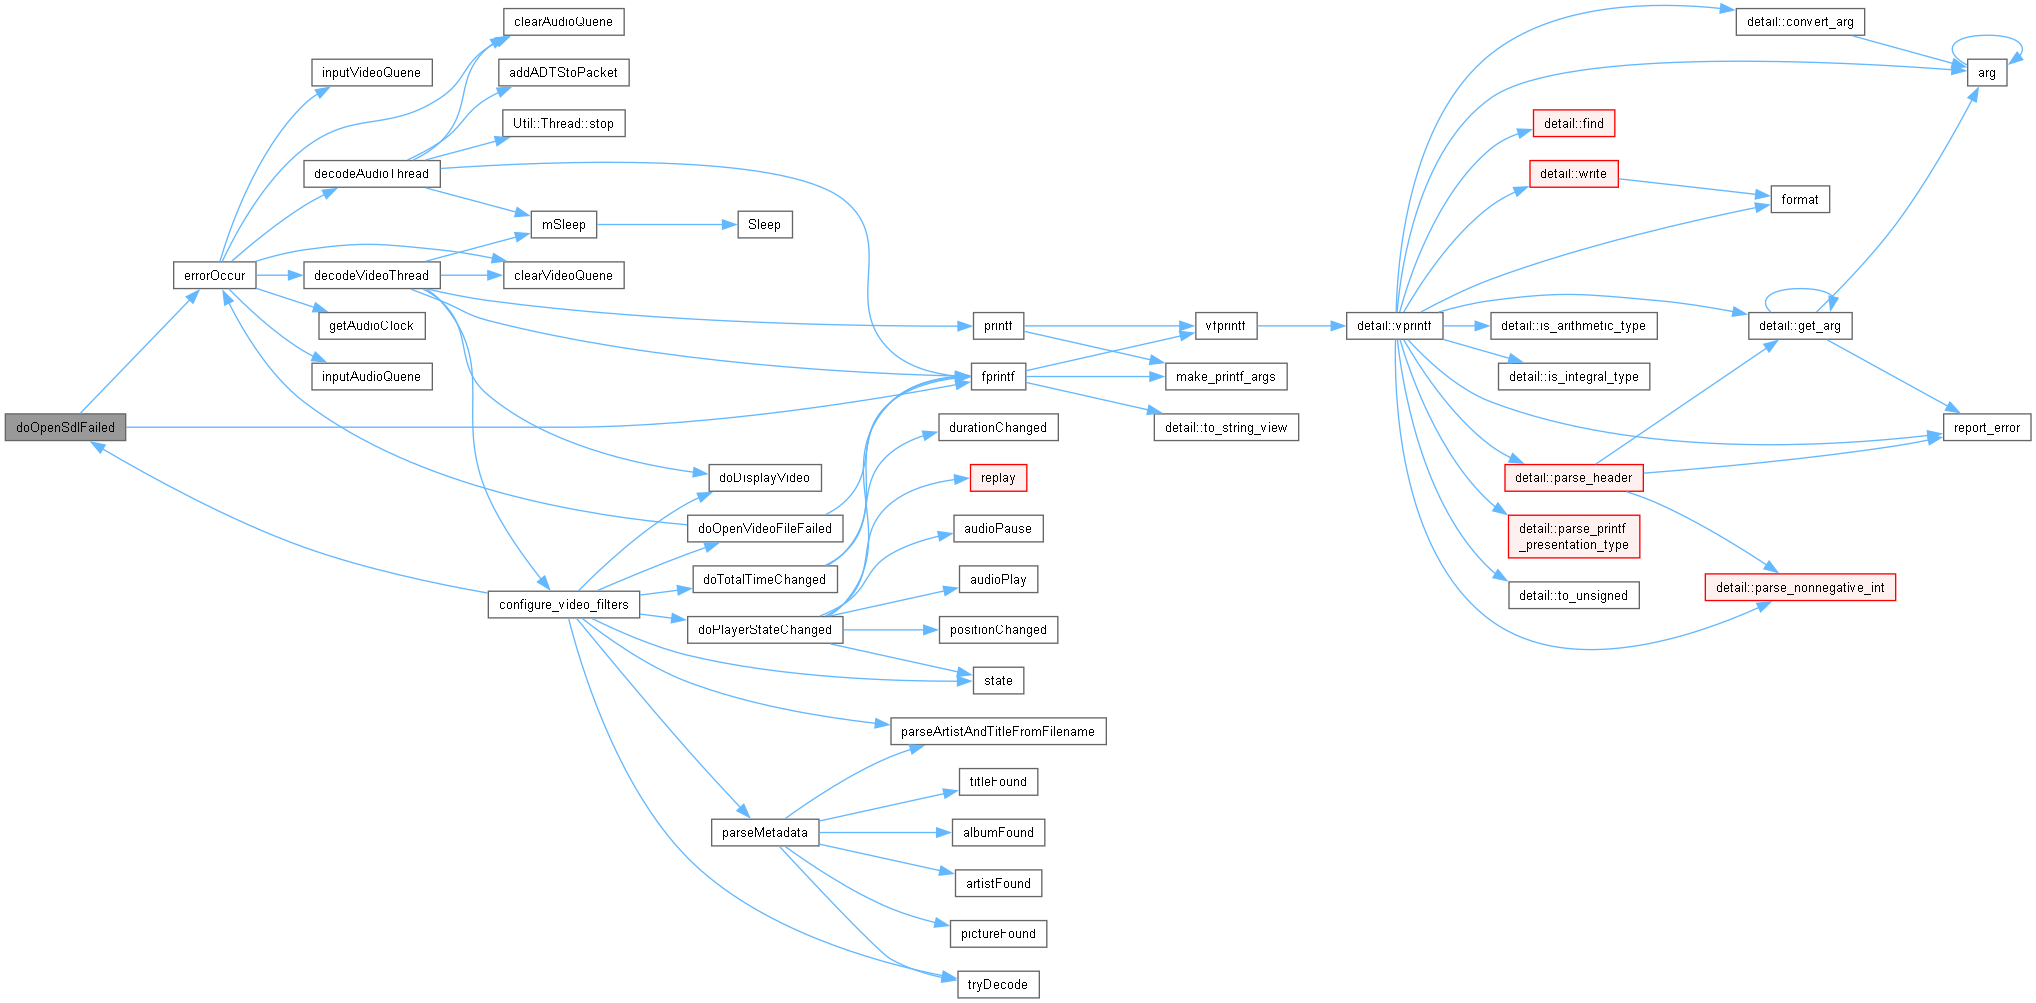 clearAudioQuene
detail::convert_arg
inputVideoQuene
addADTStoPacket
arg
Util::Thread::stop
detail::find
decodeAudioThread
detail::write
format
mSleep
Sleep
errorOccur
decodeVideoThread
clearVideoQuene
getAudioClock
printf
vfprintf
detail::vprintf
detail::is_arithmetic_type
detail::get_arg
inputAudioQuene
fprintf
make_printf_args
detail::is_integral_type
doOpenSdlFailed
durationChanged
detail::to_string_view
report_error
doDisplayVideo
replay
detail::parse_header
doOpenVideoFileFailed
audioPause
detail::parse_printf
_presentation_type
doTotalTimeChanged
audioPlay
detail::parse_nonnegative_int
configure_video_filters
detail::to_unsigned
doPlayerStateChanged
positionChanged
state
parseArtistAndTitleFromFilename
titleFound
parseMetadata
albumFound
artistFound
pictureFound
tryDecode